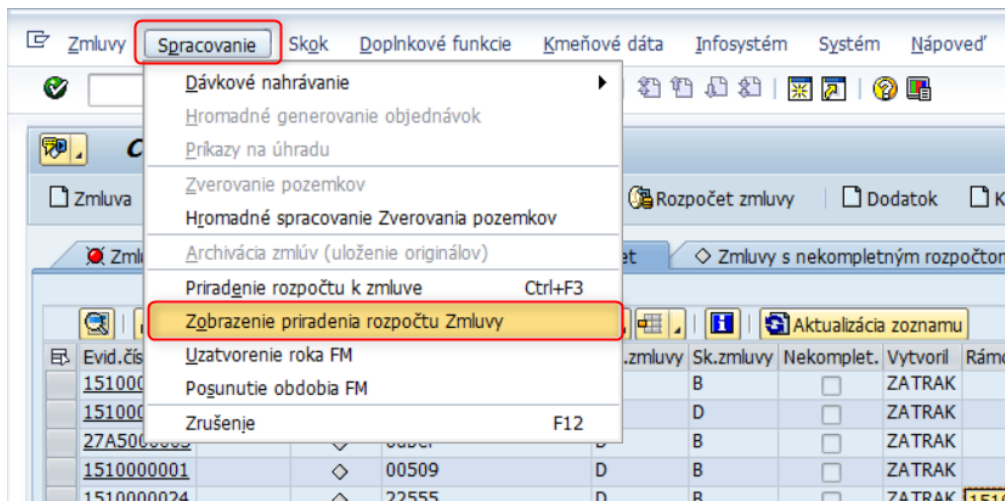 Zmluvy Spracovanie Skok Doplnkové funkcie Kmeňové dáta Infosystém Systém Nápoveď
Dávkové nahrávanie
Hromadné generovanie objednávok
Príkazy na úhradu
Zverovanie pozemkov
Hromadné spracovanie Zverovania pozemkov
Archivácia zmlúv (uloženie originálov)
Priradenie rozpočtu k zmluve Ctrl+F3
Zobrazenie priradenia rozpočtu Zmluvy
Uzatvorenie roka FM
Posunutie obdobia FM
Zrušenie F12
Zmluva Rozpočet zmluvy Dodatok
Zmluvy s nekompletným
Aktualizácia zoznamu
Evid.čís .zmluvy Sk.zmluvy Nekomplet. Vytvoril
B ZATRAK
D ZATRAK
B ZATRAK
1510000001 00509 D B ZATRAK
1510000024 22555 D B ZATRAK